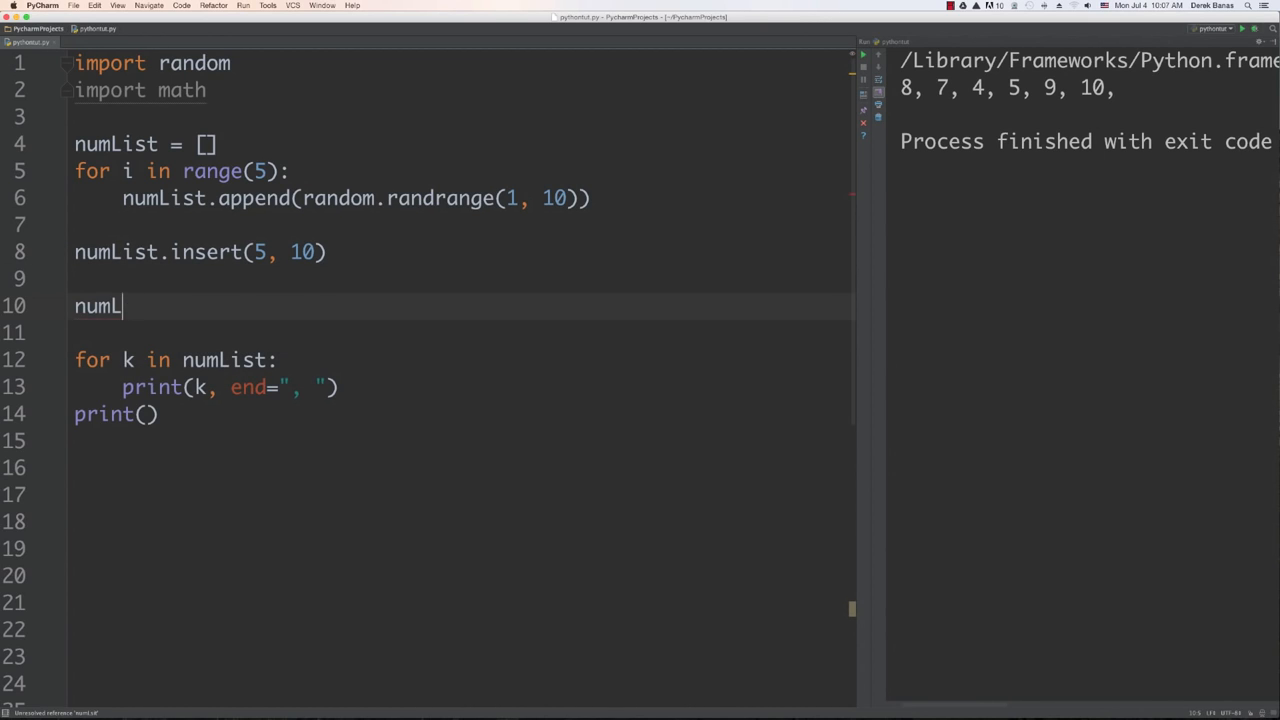 PyCharm File Edit View Navigate Code Refactor Run Tools VCS Window Help
10 Mon Jul 4 10:07 AM Derek Banas
pythontut.py - PycharmProjects - [~/PycharmProjects]
PycharmProjects pythontut.py
pythontut
pythontut.py
Run: pythontut
1 import random
2 import math
3
4 numList = []
5 for i in range(5):
6 numList.append(random.randrange(1, 10))
7
8 numList.insert(5, 10)
9
10 numL
11
12 for k in numList:
13 print(k, end=", ")
14 print()
15
16
17
18
19
20
21
22
23
24
/Library/Frameworks/Python.frame
8, 7, 4, 5, 9, 10,
Process finished with exit code
10:5 LF‡ UTF-8‡